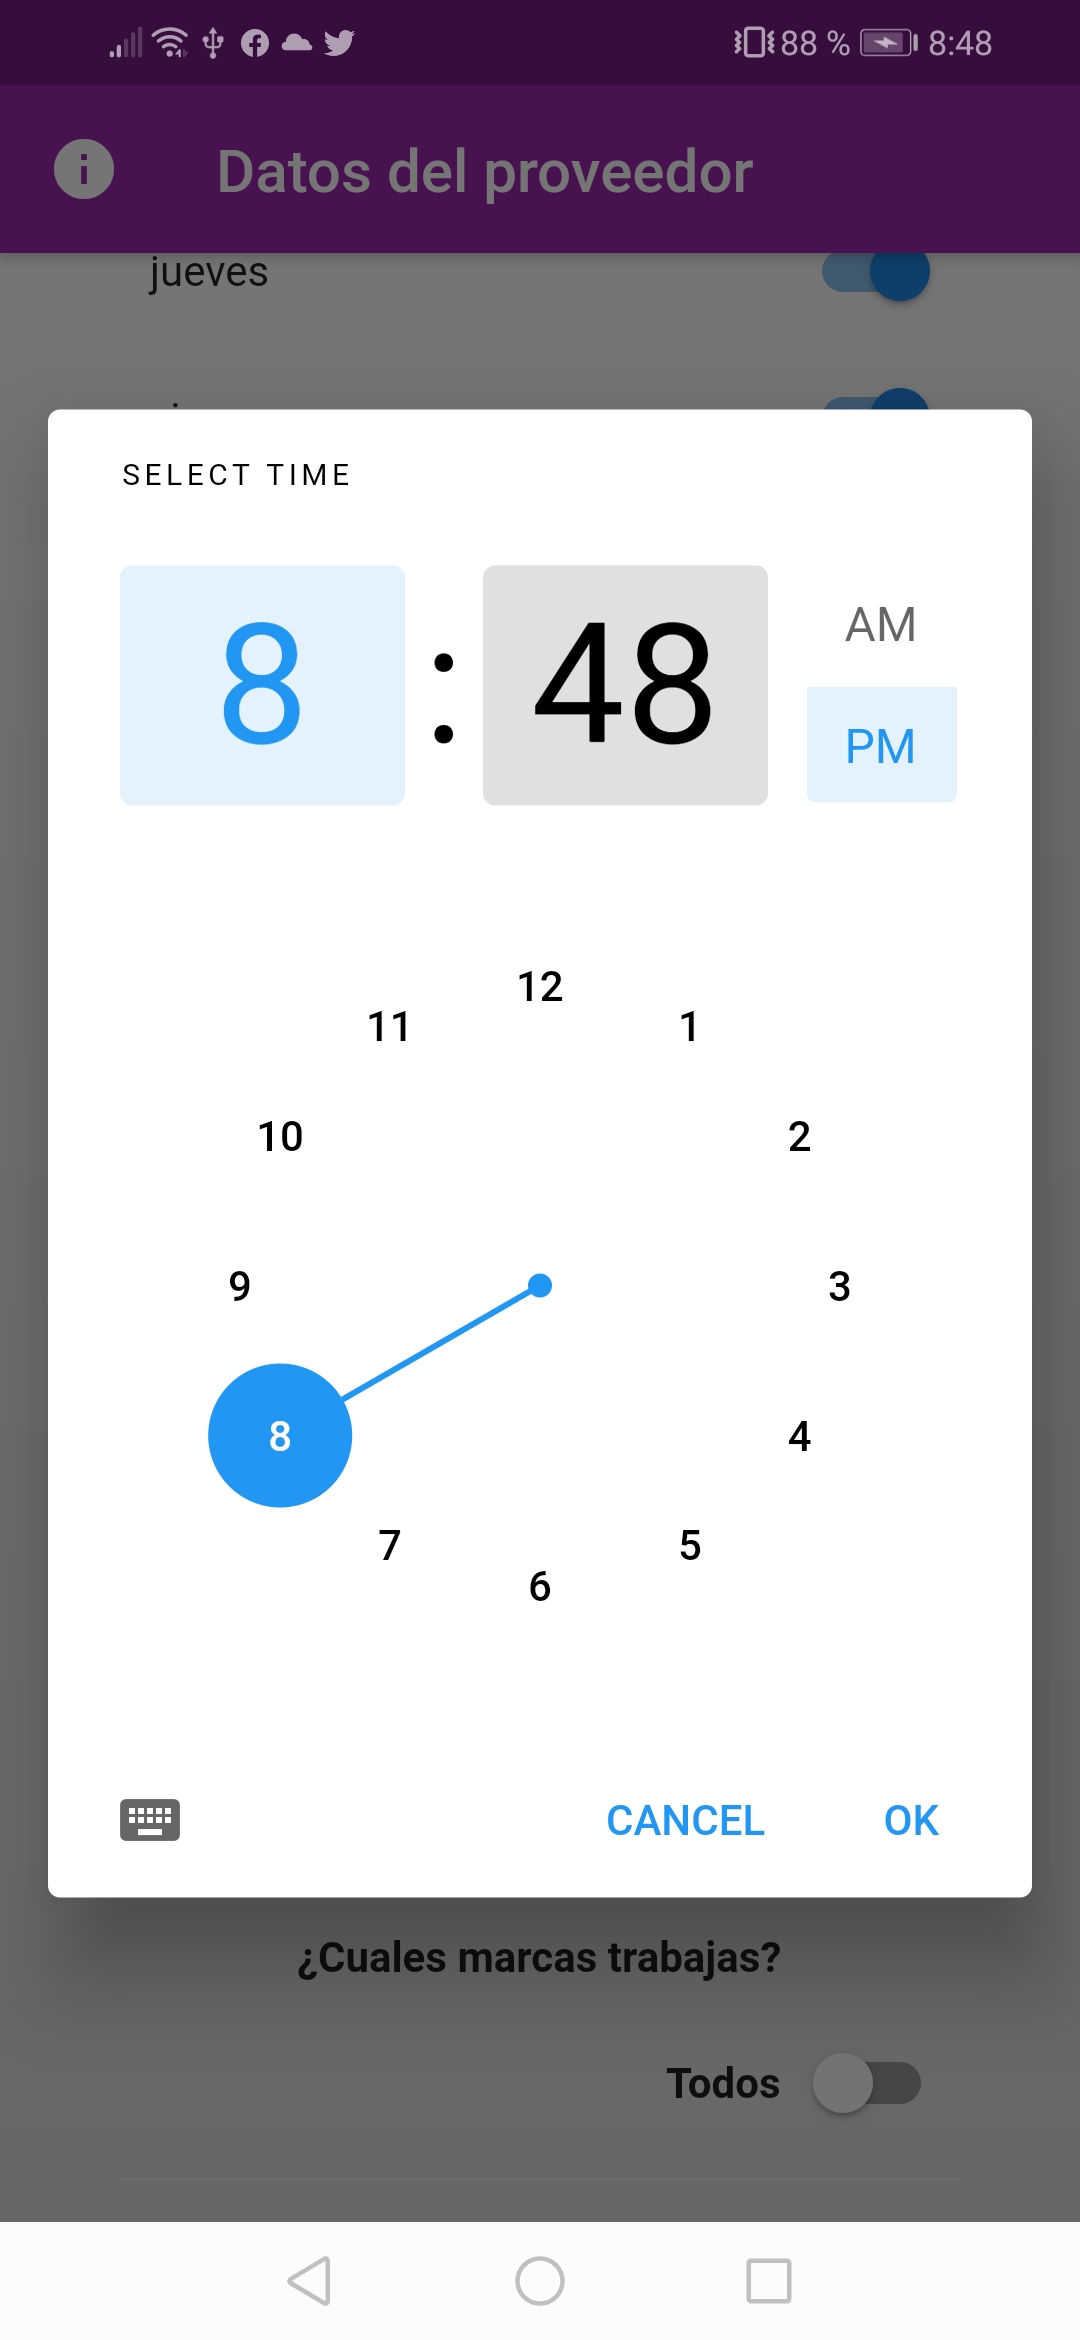 88 % 8:48
Datos del proveedor
jueves
SELECT TIME
8 : 48
AM
PM
12
11 1
10 2
9 3
8 4
7 5
6
CANCEL OK
¿Cuales marcas trabajas?
Todos